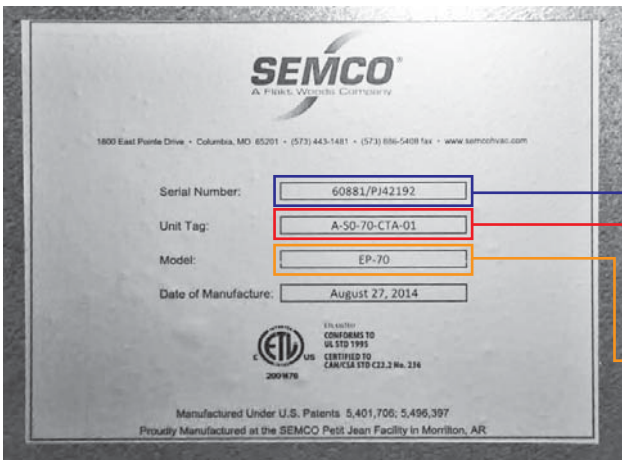 SEMCO®
A Fläkt Woods Company
1800 East Pointe Drive • Columbia, MO 65201 • (573) 443-1481 • (573) 886-5408 fax • www.semcohvac.com
Serial Number: 60881/PJ42192
Unit Tag: A-50-70-CTA-01
Model: EP-70
Date of Manufacture: August 27, 2014
CONFORMS TO
UL STD 1995
C ETL US CERTIFIED TO
CAN/CSA STD C22.2 No. 236
Manufactured Under U.S. Patents 5,401,706; 5,496,397
Proudly Manufactured at the SEMCO Petit Jean Facility in Morrilton, AR